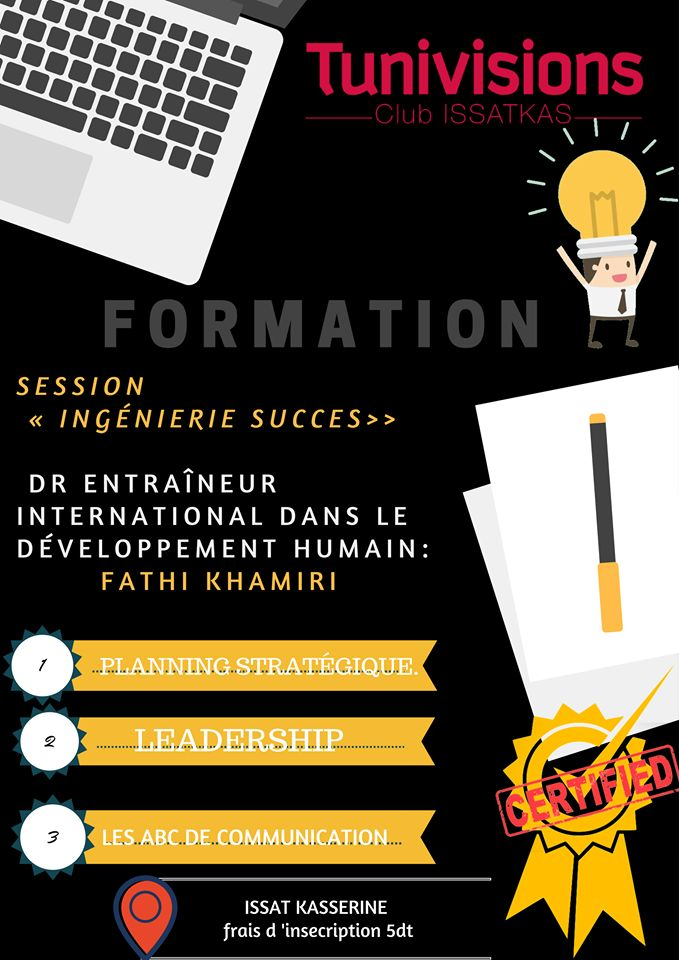 Tunivisions
Club ISSATKAS
FORMATION
SESSION
« INGÉNIERIE SUCCES>>
DR ENTRAÎNEUR
INTERNATIONAL DANS LE
DÉVELOPPEMENT HUMAIN:
FATHI KHAMIRI
1 PLANNING STRATÉGIQUE.
2 LEADERSHIP
3 LES ABC DE COMMUNICATION
CERTIFIED
ISSAT KASSERINE
frais d 'insecription 5dt